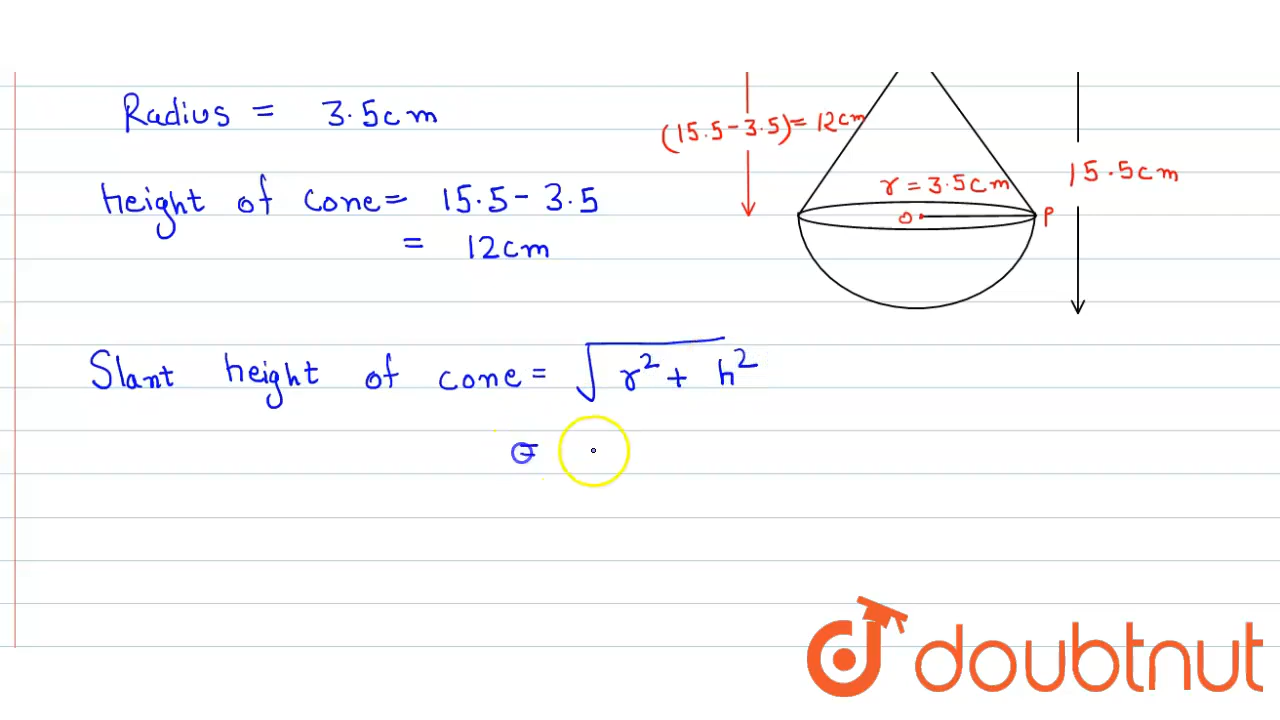 Radius = 3.5cm
height of cone = 15.5 - 3.5
= 12cm
Slant height of cone = √r² + h²
=
(15.5-3.5)=12cm
r = 3.5cm
O
P
15.5cm
doubtnut